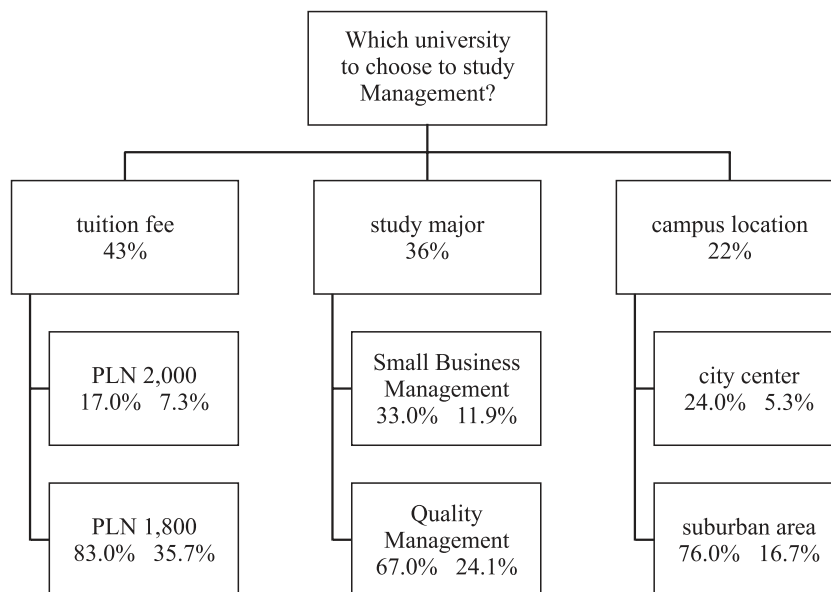 Which university
to choose to study
Management?
tuition fee
43%
study major
36%
campus location
22%
PLN 2,000
17.0% 7.3%
Small Business
Management
33.0% 11.9%
city center
24.0% 5.3%
PLN 1,800
83.0% 35.7%
Quality
Management
67.0% 24.1%
suburban area
76.0% 16.7%